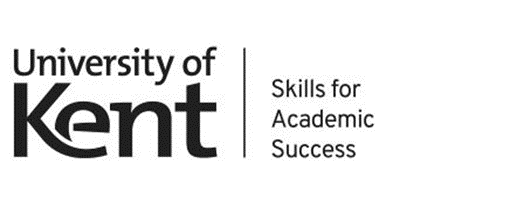 University of
Kent
Skills for
Academic
Success